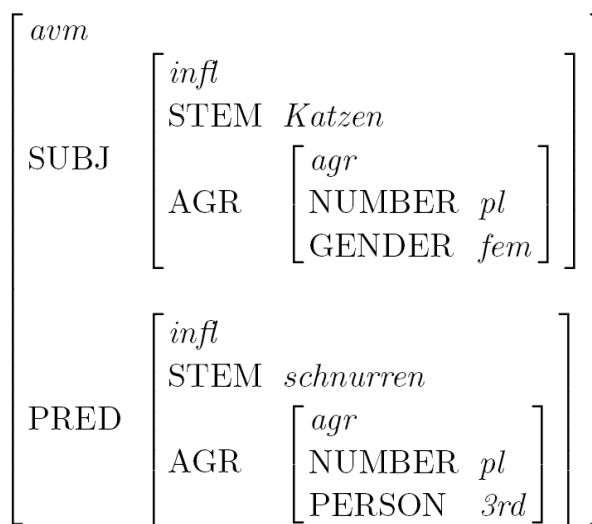 avm
infl
STEM Katzen
SUBJ
agr
AGR
NUMBER pl
GENDER fem
infl
STEM schnurren
PRED
agr
AGR
NUMBER pl
PERSON 3rd